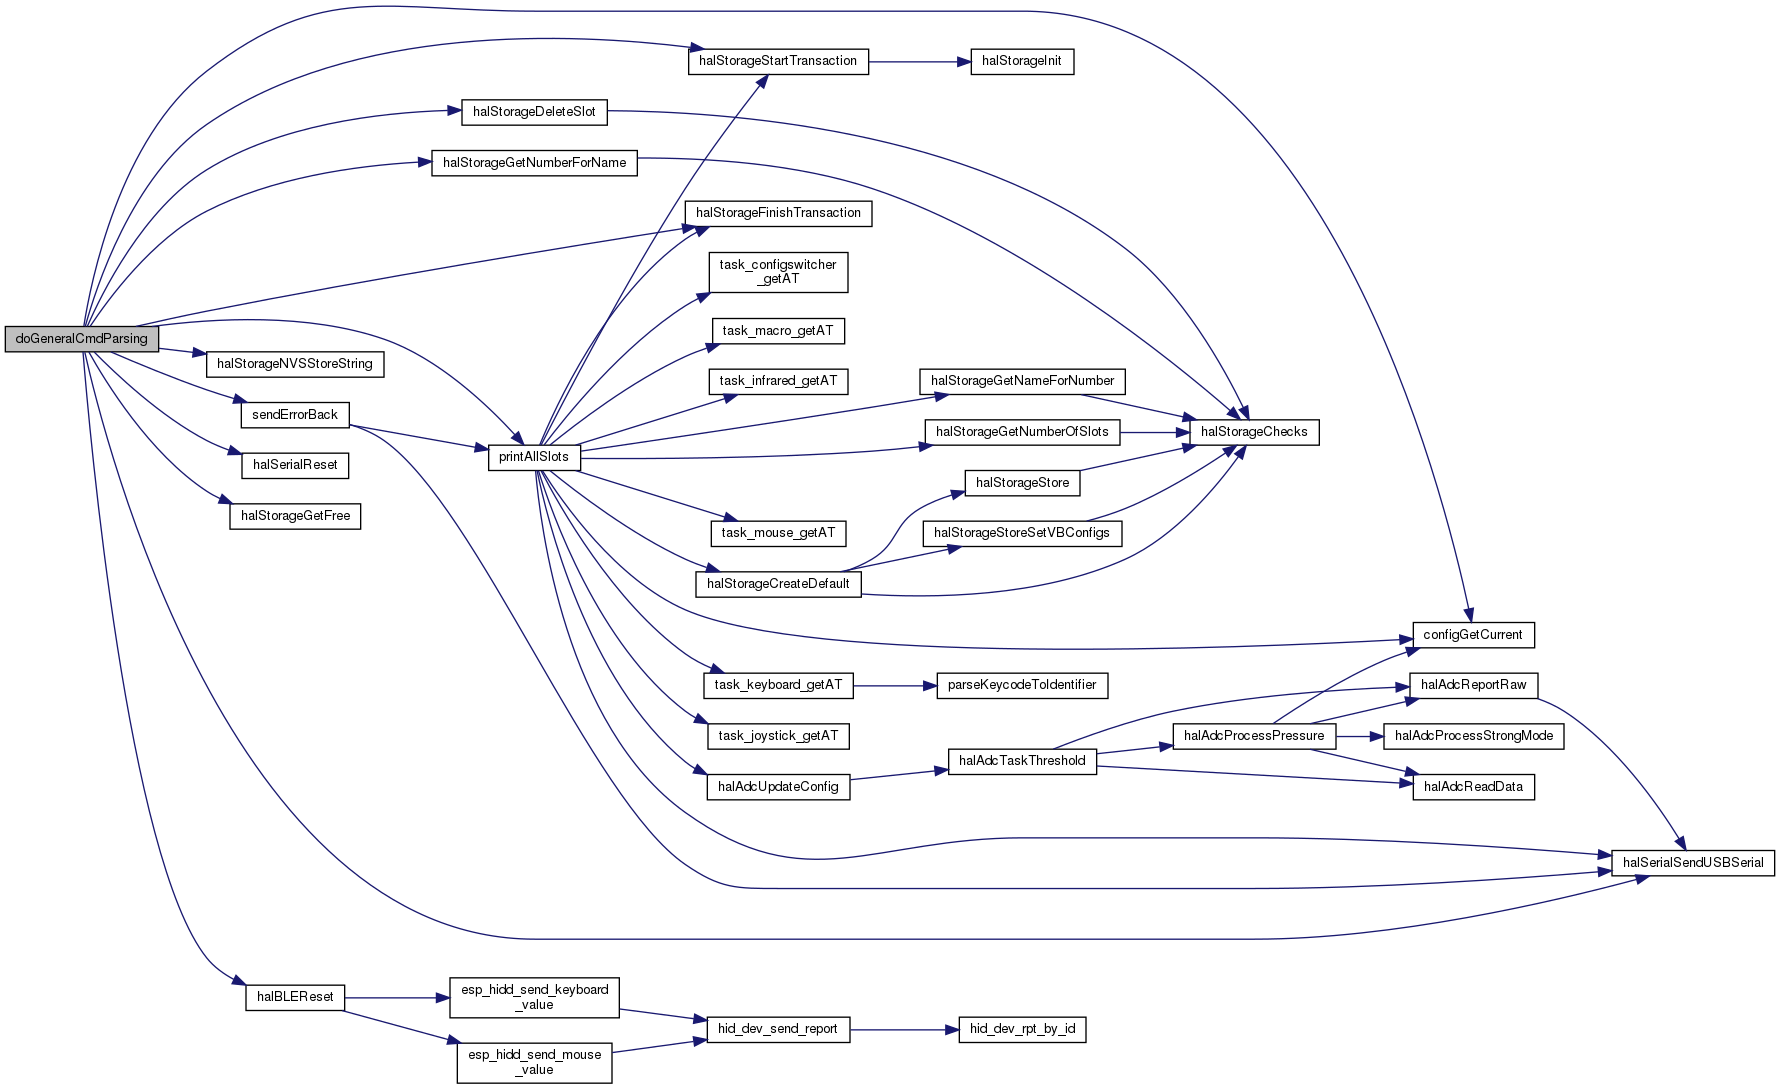 halStorageStartTransaction
halStorageInit
halStorageDeleteSlot
halStorageGetNumberForName
halStorageFinishTransaction
task_configswitcher
_getAT
task_macro_getAT
doGeneralCmdParsing
halStorageNVSStoreString
task_infrared_getAT
halStorageGetNameForNumber
sendErrorBack
halStorageGetNumberOfSlots
halStorageChecks
printAllSlots
halSerialReset
halStorageStore
halStorageGetFree
task_mouse_getAT
halStorageStoreSetVBConfigs
halStorageCreateDefault
configGetCurrent
task_keyboard_getAT
parseKeycodeToIdentifier
halAdcReportRaw
task_joystick_getAT
halAdcProcessPressure
halAdcProcessStrongMode
halAdcTaskThreshold
halAdcUpdateConfig
halAdcReadData
halSerialSendUSBSerial
halBLEReset
esp_hidd_send_keyboard
_value
hid_dev_send_report
hid_dev_rpt_by_id
esp_hidd_send_mouse
_value